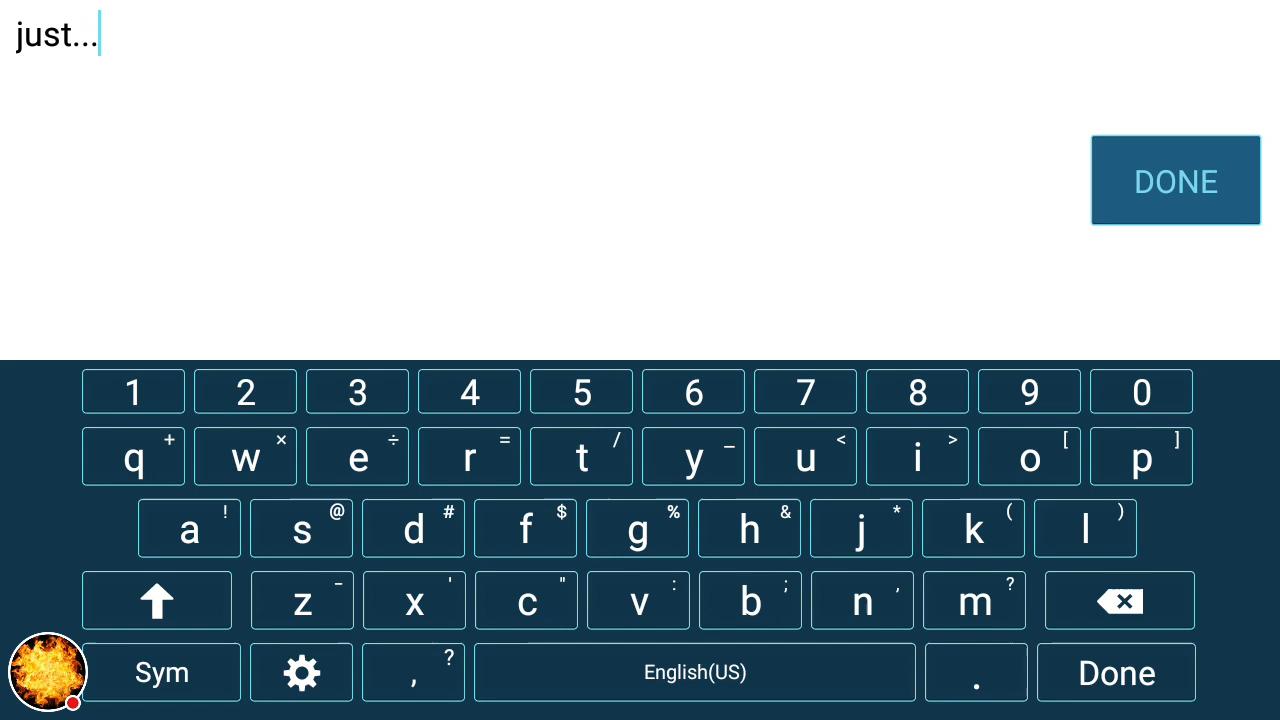 just...
DONE
1 2 3 4 5 6 7 8 9 0
q + w × e ÷ r = t / y _ u < i > o [ p ]
a ! s @ d # f $ g % h & j * k ( l )
z - x ' c " v : b ; n , m ?
Sym , ? English(US) . Done